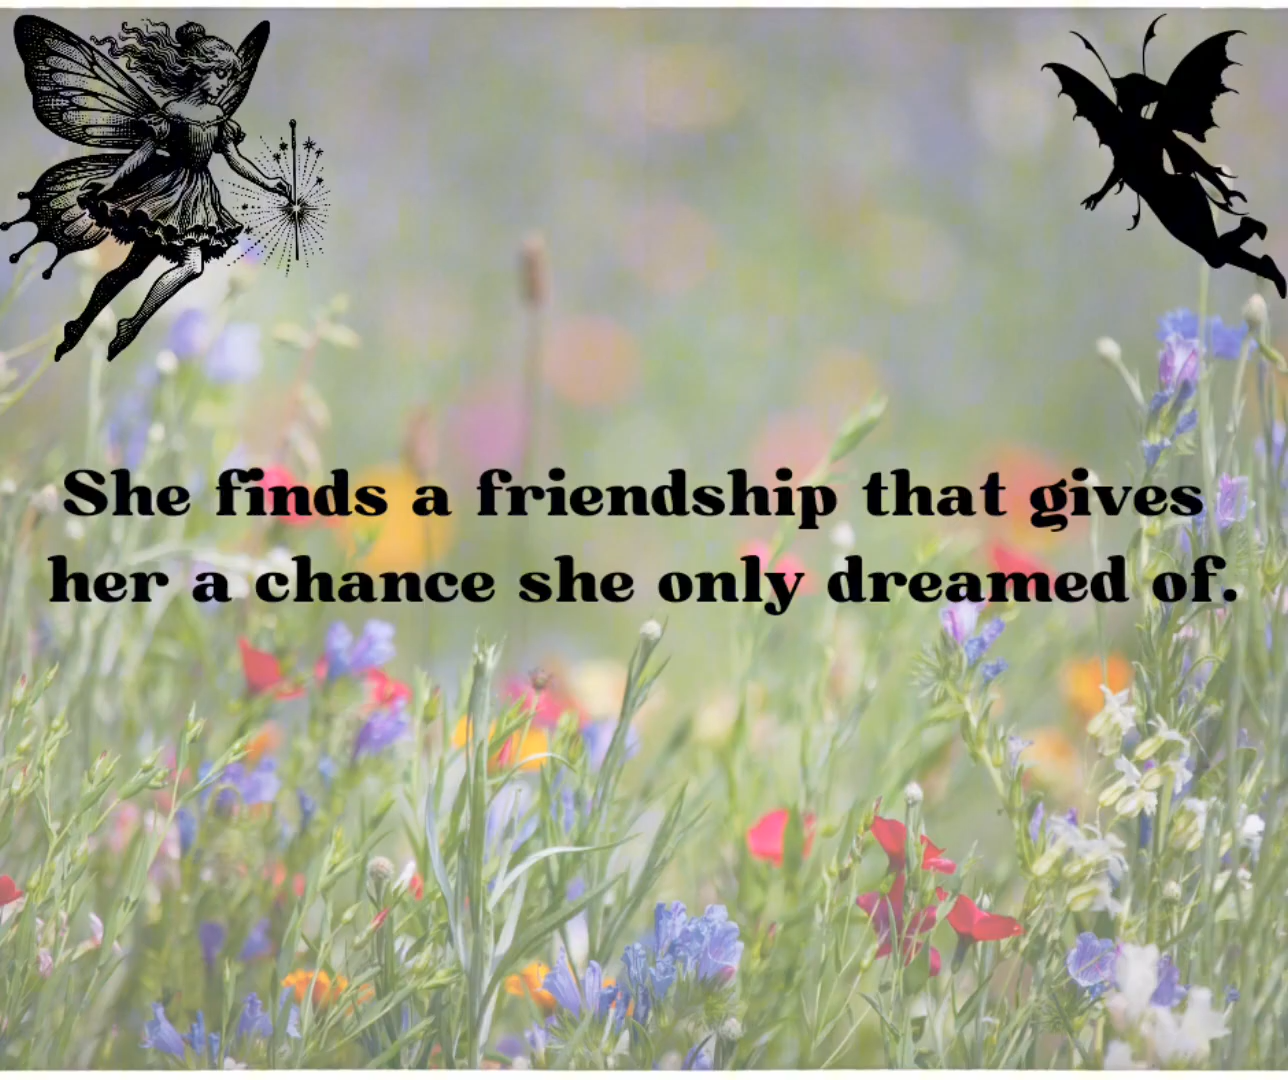 She finds a friendship that gives
her a chance she only dreamed of.